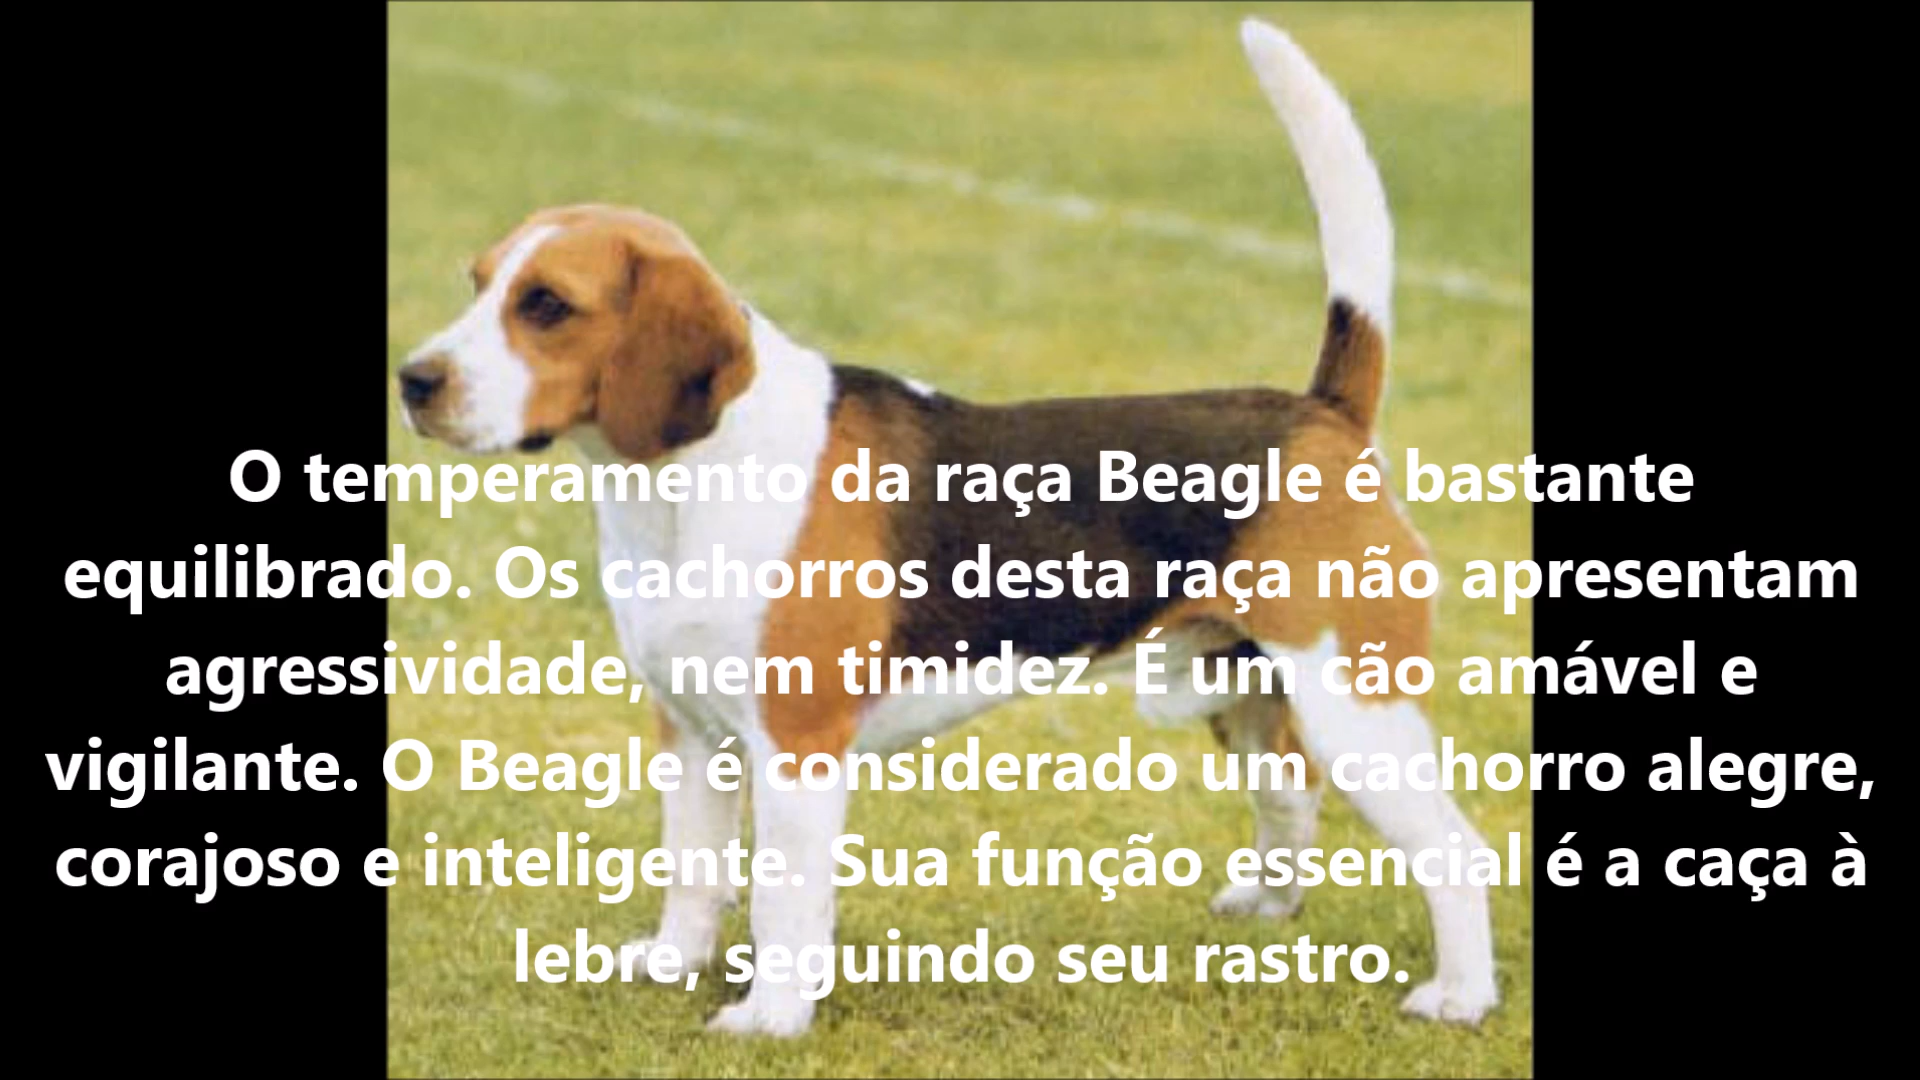 O temperamento da raça Beagle é bastante
equilibrado. Os cachorros desta raça não apresentam
agressividade, nem timidez. É um cão amável e
vigilante. O Beagle é considerado um cachorro alegre,
corajoso e inteligente. Sua função essencial é a caça à
lebre, seguindo seu rastro.